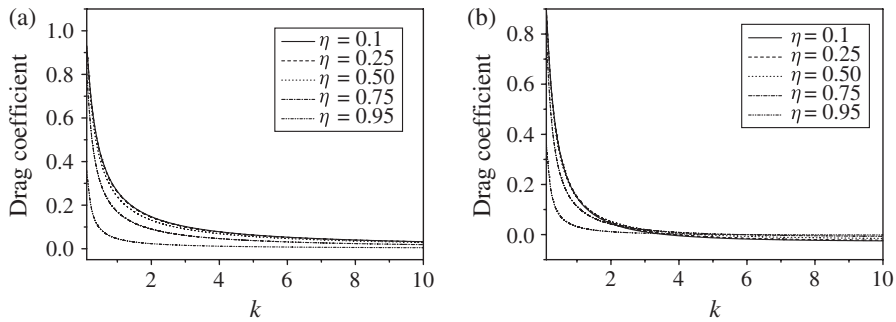 (a)
Drag coefficient
1.0
0.8
0.6
0.4
0.2
0.0
η = 0.1
η = 0.25
η = 0.50
η = 0.75
η = 0.95
2 4 6 8 10
k
(b)
Drag coefficient
0.8
0.6
0.4
0.2
0.0
η = 0.1
η = 0.25
η = 0.50
η = 0.75
η = 0.95
2 4 6 8 10
k